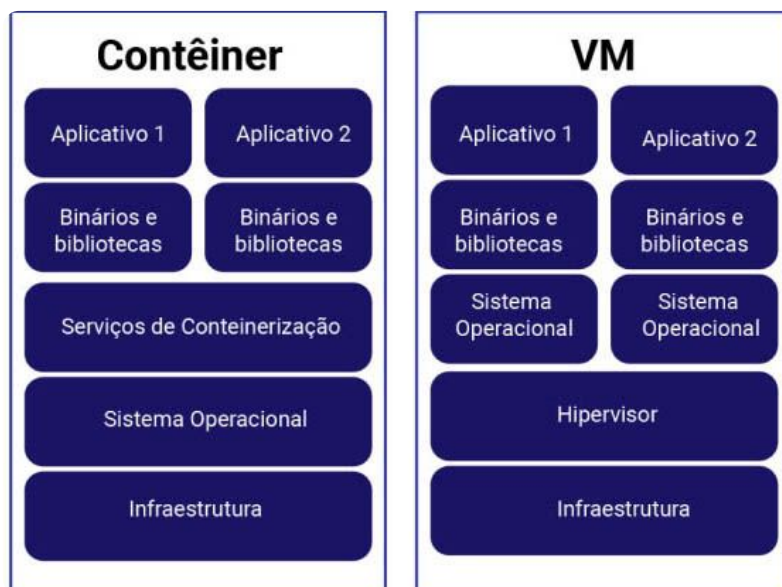 Contêiner
Aplicativo 1
Aplicativo 2
Binários e
bibliotecas
Binários e
bibliotecas
Serviços de Conteinerização
Sistema Operacional
Infraestrutura
VM
Aplicativo 1
Aplicativo 2
Binários e
bibliotecas
Binários e
bibliotecas
Sistema
Operacional
Sistema
Operacional
Hipervisor
Infraestrutura